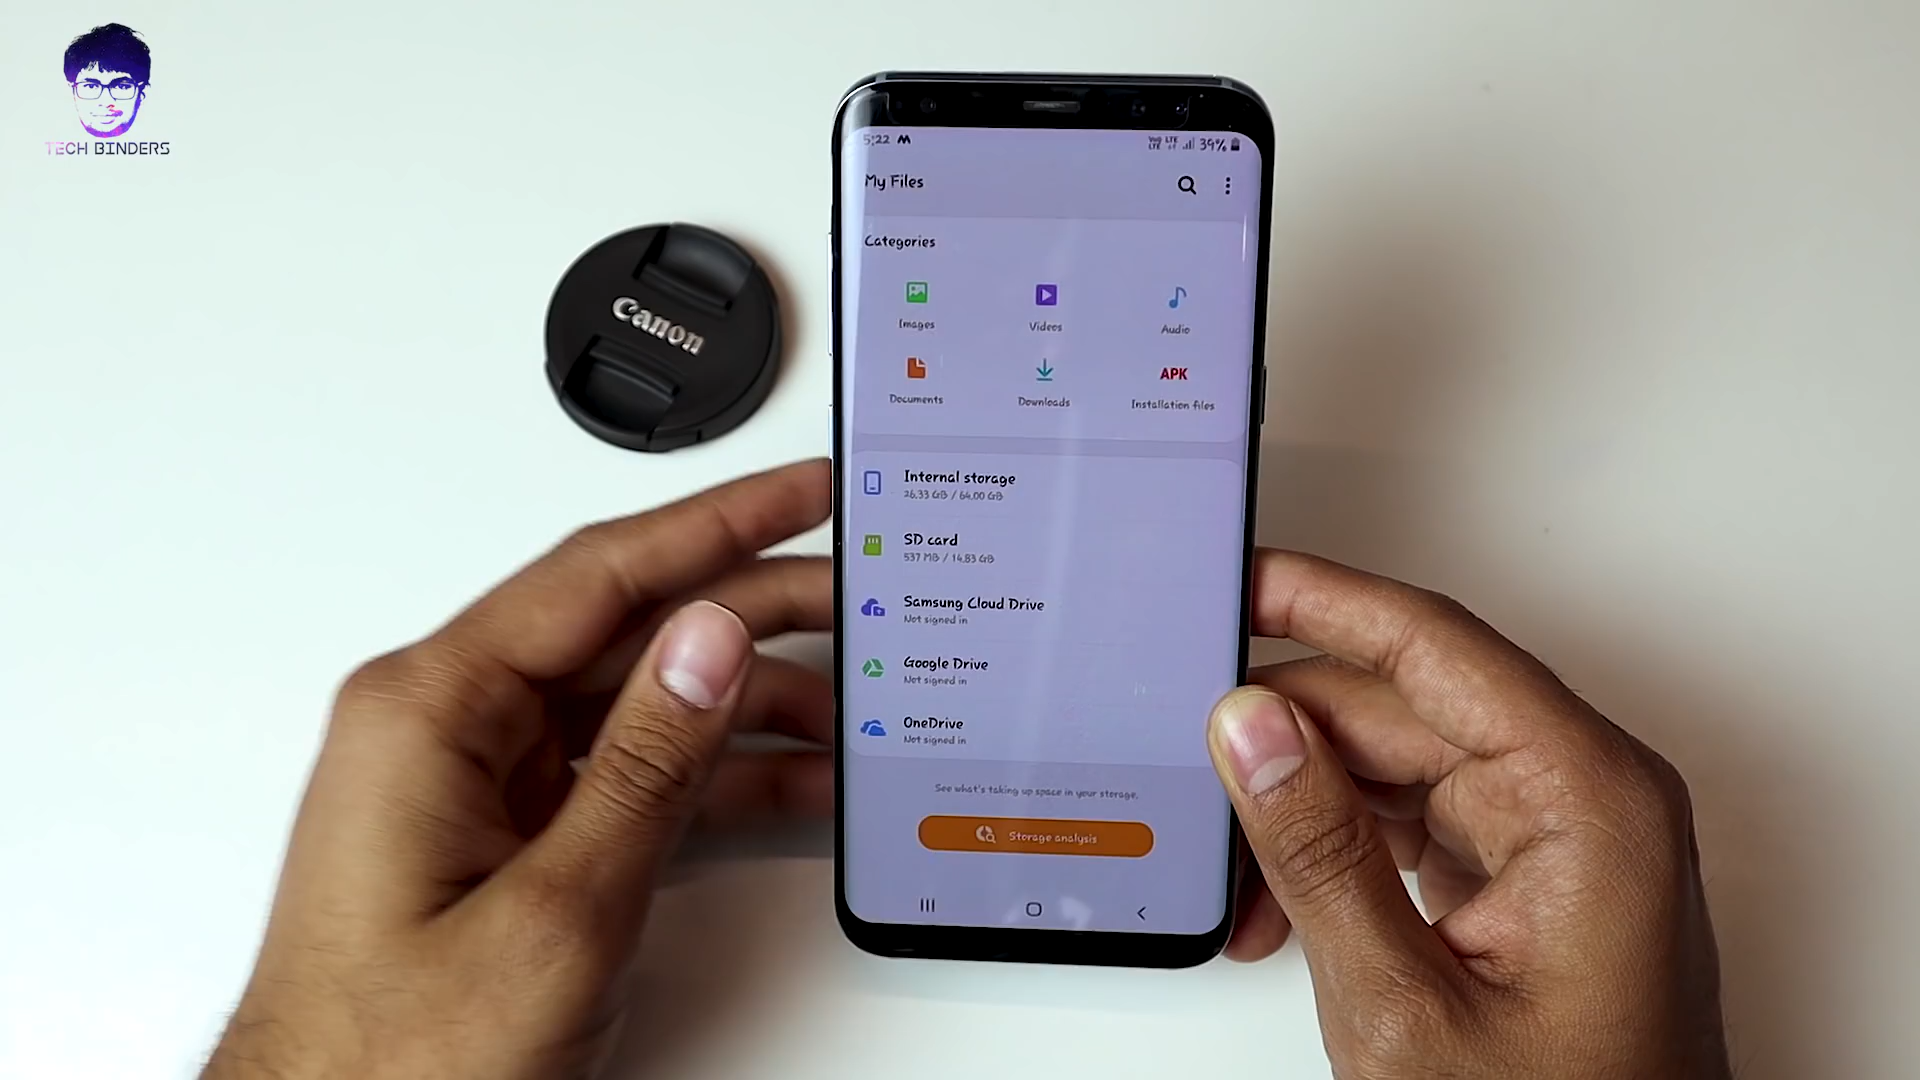 TECH BINDERS
Canon
5:22
39%
My Files
Categories
Images
Videos
Audio
Documents
Downloads
APK
Installation files
Internal storage
26.33 GB / 64.00 GB
SD card
537 MB / 14.83 GB
Samsung Cloud Drive
Not signed in
Google Drive
Not signed in
OneDrive
Not signed in
See what's taking up space in your storage.
Storage analysis